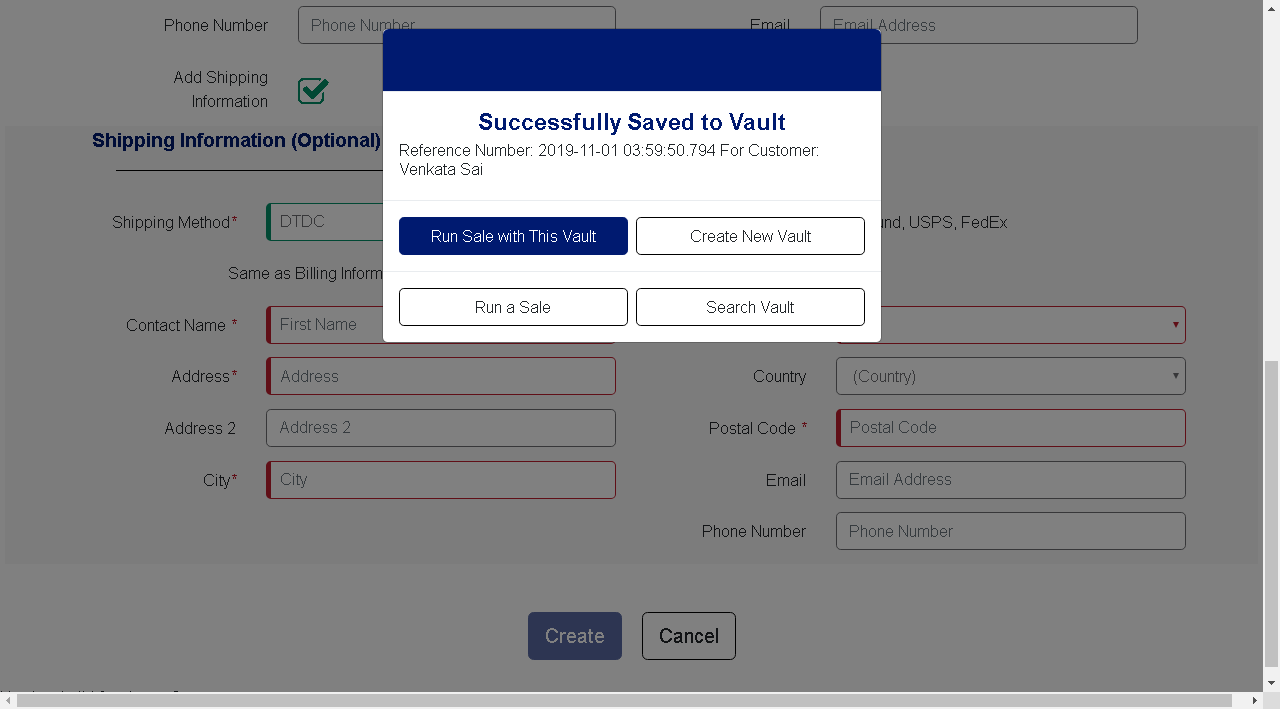 Phone Number Phone Number Email Email Address
Add Shipping
Information
Successfully Saved to Vault
Reference Number: 2019-11-01 03:59:50.794 For Customer:
Venkata Sai
Run Sale with This Vault Create New Vault
Run a Sale Search Vault
Shipping Information (Optional)
Shipping Method* DTDC und, USPS, FedEx
Same as Billing Inform
Contact Name * First Name
Address* Address Country (Country)
Address 2 Address 2 Postal Code * Postal Code
City* City Email Email Address
Phone Number Phone Number
Create Cancel